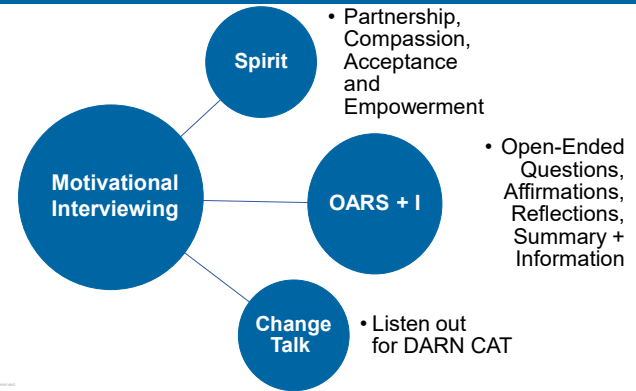 Spirit
• Partnership,
Compassion,
Acceptance
and
Empowerment
Motivational
Interviewing
OARS + I
• Open-Ended
Questions,
Affirmations,
Reflections,
Summary +
Information
Change
Talk
• Listen out
for DARN CAT